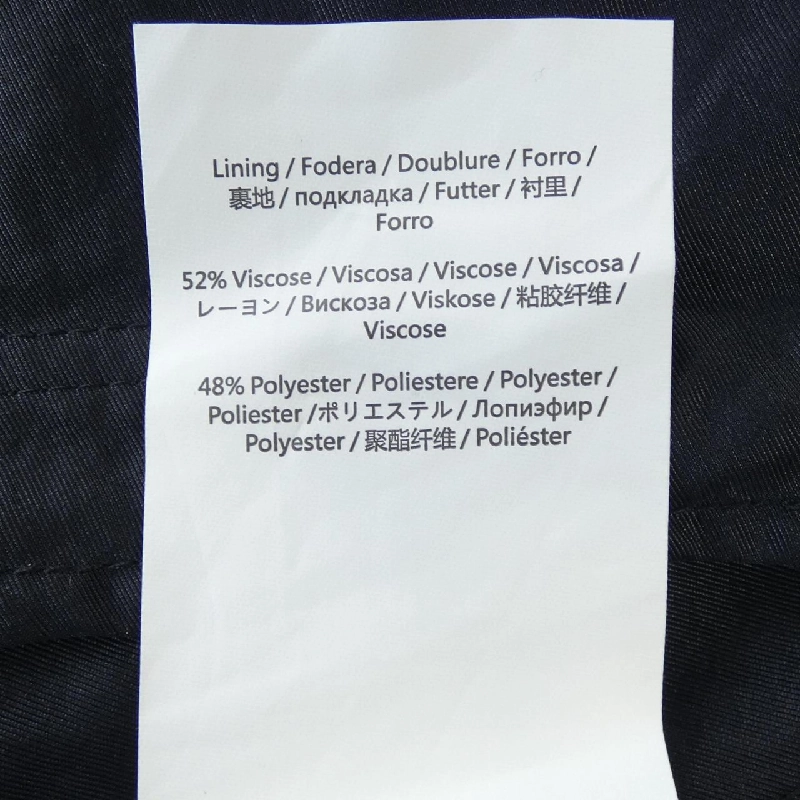 Lining / Fodera / Doublure / Forro /
裏地 / подкладка / Futter / 衬里 /
Forro
52% Viscose / Viscosa / Viscose / Viscosa /
レーヨン / Вискоза / Viskose / 粘胶纤维 /
Viscose
48% Polyester / Poliestere / Polyester /
Poliester /ポリエステル / Лопиэфир /
Polyester / 聚酯纤维 / Poliéster